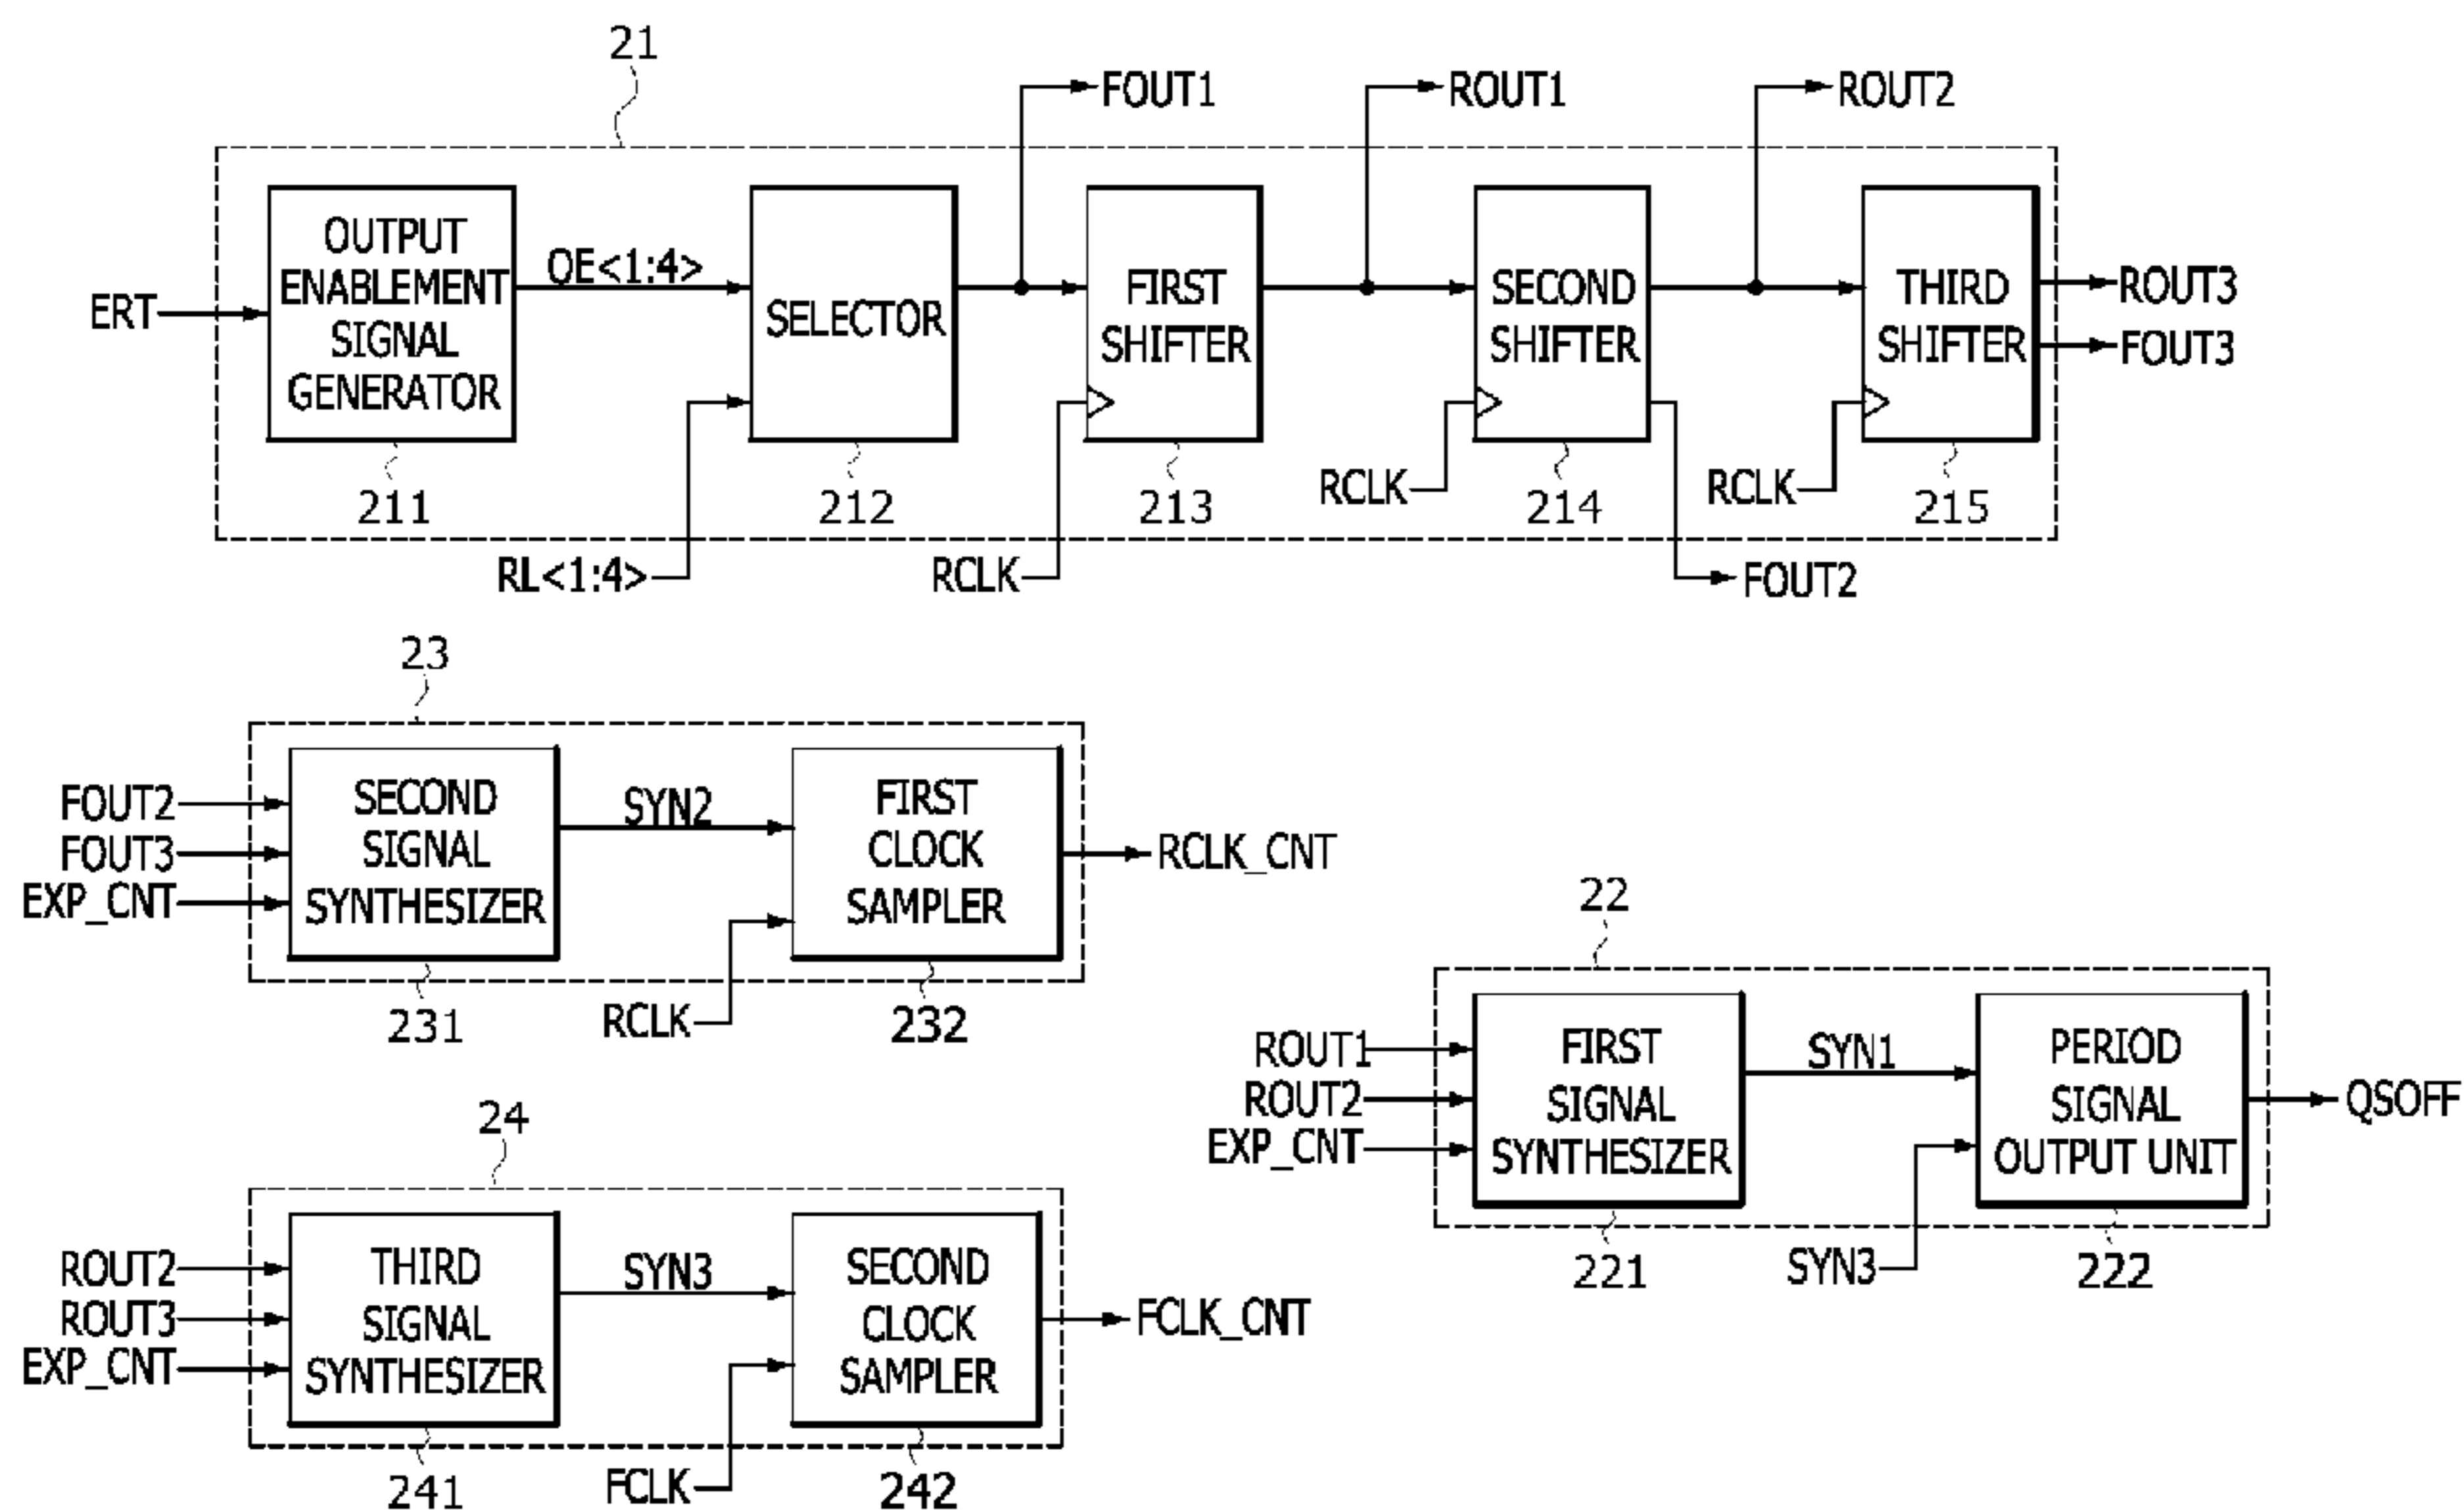 21
FOUT1
ROUT1
ROUT2
OUTPUT
ENABLEMENT
SIGNAL
GENERATOR
OE<1:4>
SELECTOR
FIRST
SHIFTER
SECOND
SHIFTER
THIRD
SHIFTER
ERT
ROUT3
FOUT3
211
212
213
RCLK
214
RCLK
215
RL<1:4>
RCLK
FOUT2
23
FOUT2
FOUT3
EXP_CNT
SECOND
SIGNAL
SYNTHESIZER
SYN2
FIRST
CLOCK
SAMPLER
RCLK_CNT
231
RCLK
232
22
ROUT1
ROUT2
EXP_CNT
FIRST
SIGNAL
SYNTHESIZER
SYN1
PERIOD
SIGNAL
OUTPUT UNIT
QSOFF
221
SYN3
222
24
ROUT2
ROUT3
EXP_CNT
THIRD
SIGNAL
SYNTHESIZER
SYN3
SECOND
CLOCK
SAMPLER
FCLK_CNT
241
FCLK
242